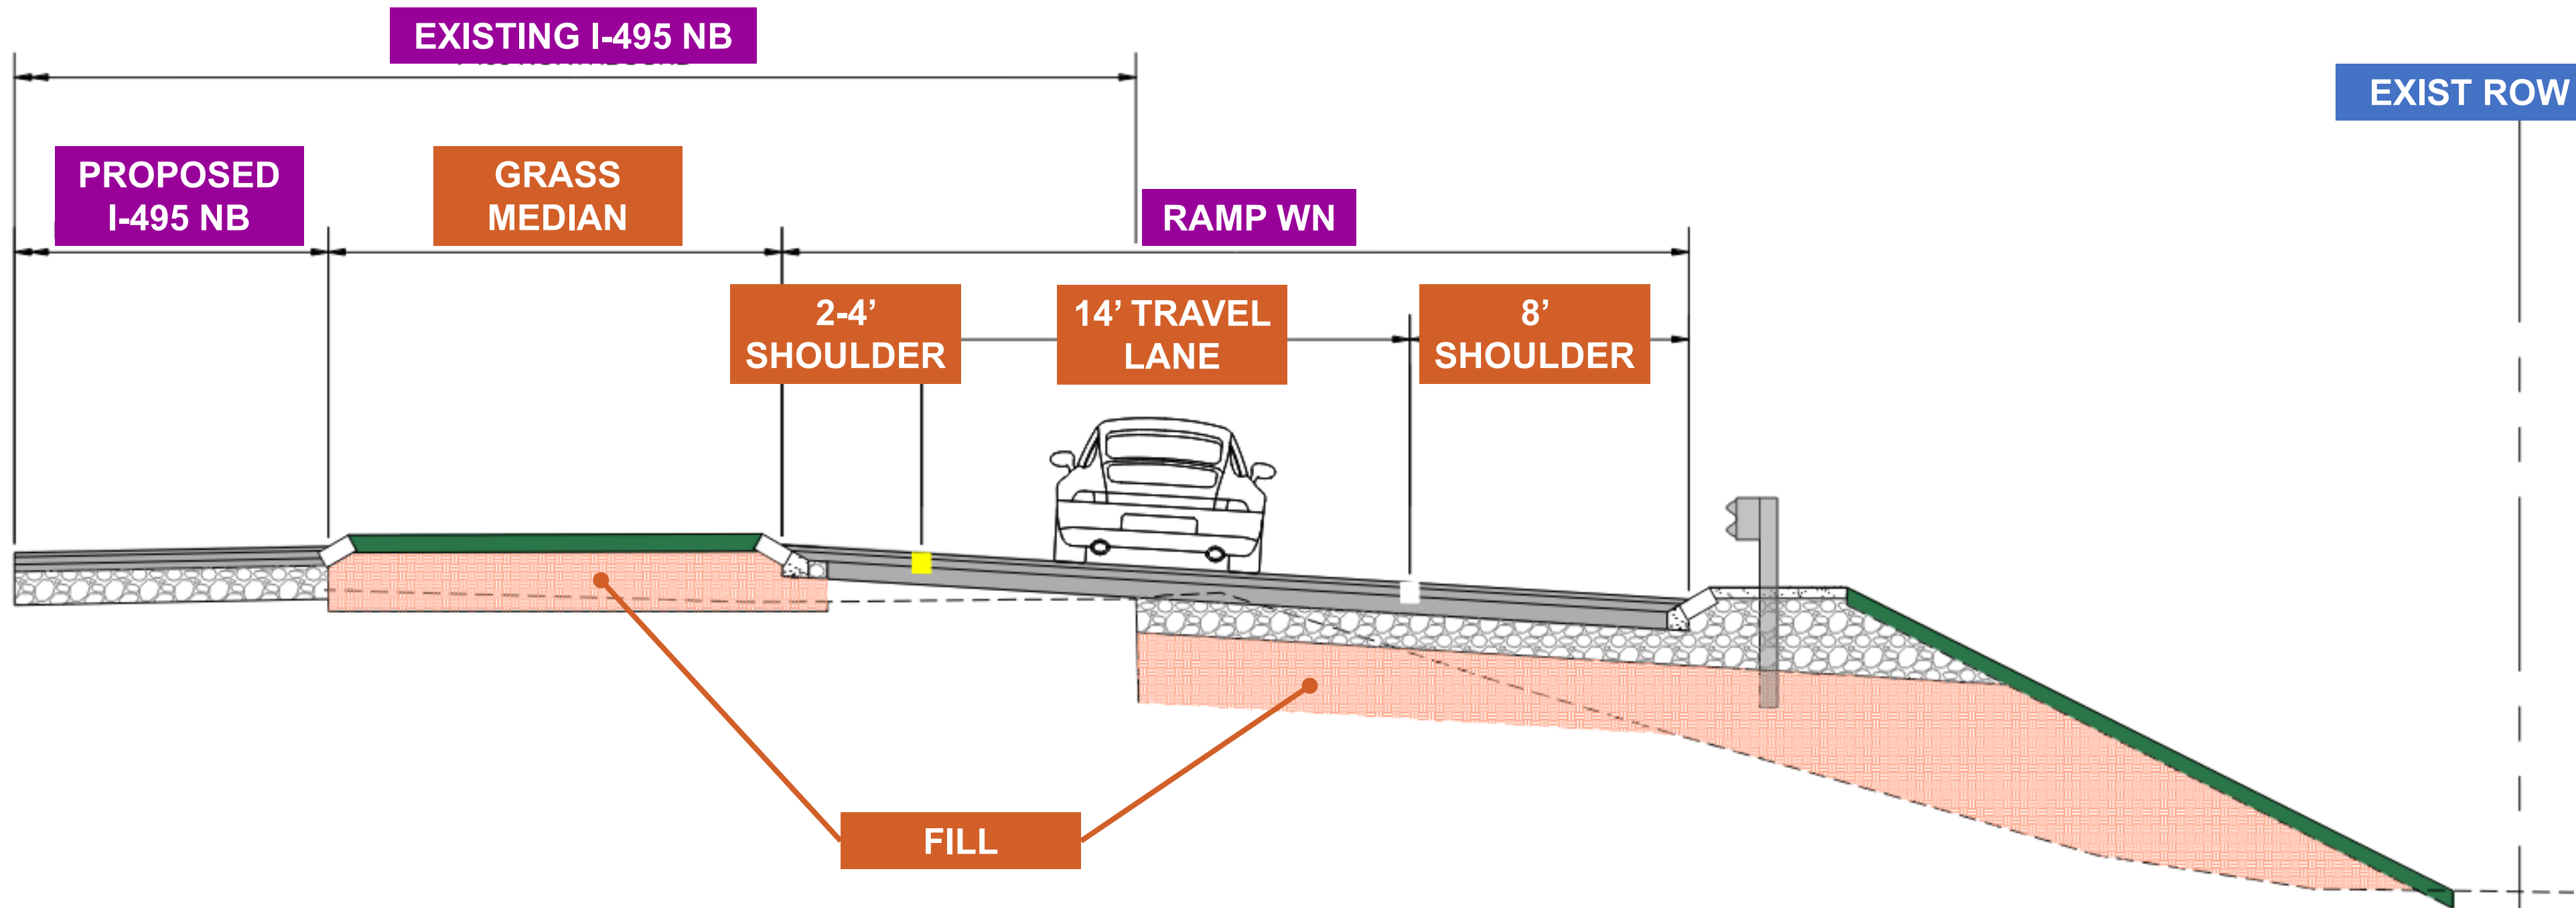 EXISTING I-495 NB
EXIST ROW
PROPOSED
I-495 NB
GRASS
MEDIAN
RAMP WN
2-4’
SHOULDER
14’ TRAVEL
LANE
8’
SHOULDER
FILL